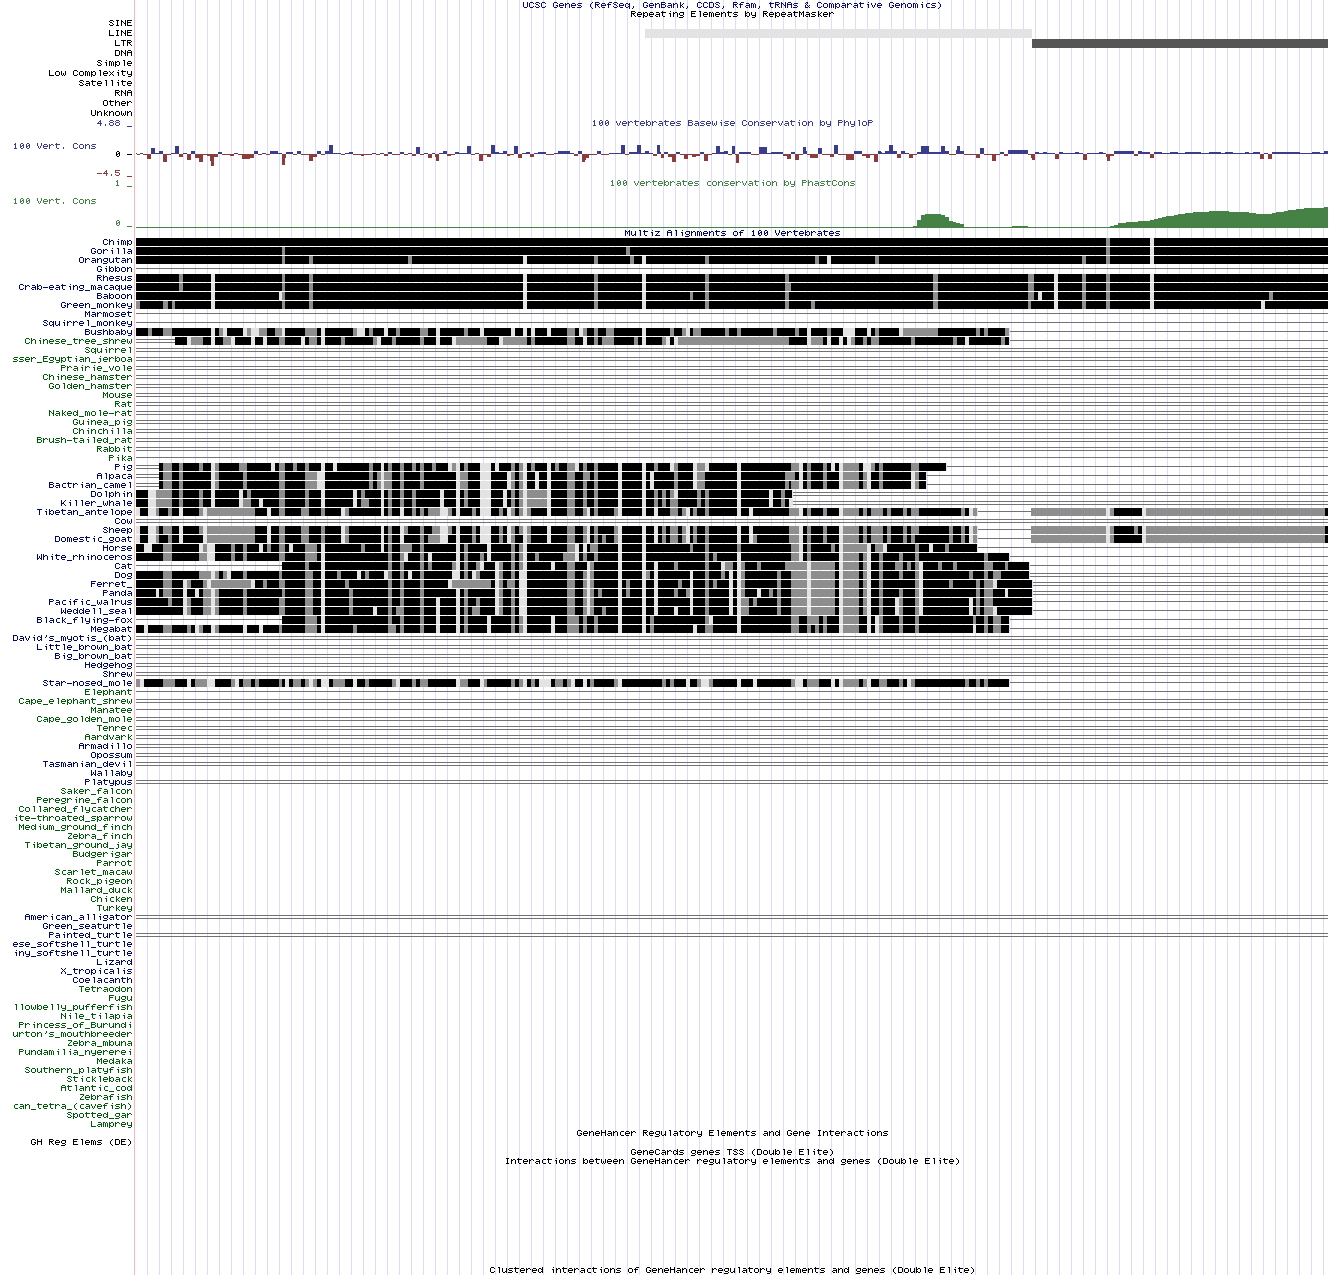 UCSC Genes (RefSeq, GenBank, CCDS, Rfam, tRNAs & Comparative Genomics)
Repeating Elements by RepeatMasker
SINE
LINE
LTR
DNA
Simple
Low Complexity
Satellite
RNA
Other
Unknown
4.88 _
100 vertebrates Basewise Conservation by PhyloP
100 Vert. Cons
0 -
-4.5 _
100 vertebrates conservation by PhastCons
1 _
100 Vert. Cons
0 _
Multiz Alignments of 100 Vertebrates
Chimp
Gorilla
Orangutan
Gibbon
Rhesus
Crab-eating_macaque
Baboon
Green_monkey
Marmoset
Squirrel_monkey
Bushbaby
Chinese_tree_shrew
Squirrel
sser_Egyptian_jerboa
Prairie_vole
Chinese_hamster
Golden_hamster
Mouse
Rat
Naked_mole-rat
Guinea_pig
Chinchilla
Brush-tailed_rat
Rabbit
Pika
Pig
Alpaca
Bactrian_camel
Dolphin
Killer_whale
Tibetan_antelope
Cow
Sheep
Domestic_goat
Horse
White_rhinoceros
Cat
Dog
Ferret_
Panda
Pacific_walrus
Weddell_seal
Black_flying-fox
Megabat
David's_myotis_(bat)
Little_brown_bat
Big_brown_bat
Hedgehog
Shrew
Star-nosed_mole
Elephant
Cape_elephant_shrew
Manatee
Cape_golden_mole
Tenrec
Aardvark
Armadillo
Opossum
Tasmanian_devil
Wallaby
Platypus
Saker_falcon
Peregrine_falcon
Collared_flycatcher
ite-throated_sparrow
Medium_ground_finch
Zebra_finch
Tibetan_ground_jay
Budgerigar
Parrot
Scarlet_macaw
Rock_pigeon
Mallard_duck
Chicken
Turkey
American_alligator
Green_seaturtle
Painted_turtle
ese_softshell_turtle
iny_softshell_turtle
Lizard
X_tropicalis
Coelacanth
Tetraodon
Fugu
llowbelly_pufferfish
Nile_tilapia
Princess_of_Burundi
urton's_mouthbreeder
Zebra_mbuna
Pundamilia_nyererei
Medaka
Southern_platyfish
Stickleback
Atlantic_cod
Zebrafish
can_tetra_(cavefish)
Spotted_gar
Lamprey
GeneHancer Regulatory Elements and Gene Interactions
GH Reg Elems (DE)
GeneCards genes TSS (Double Elite)
Interactions between GeneHancer regulatory elements and genes (Double Elite)
Clustered interactions of GeneHancer regulatory elements and genes (Double Elite)